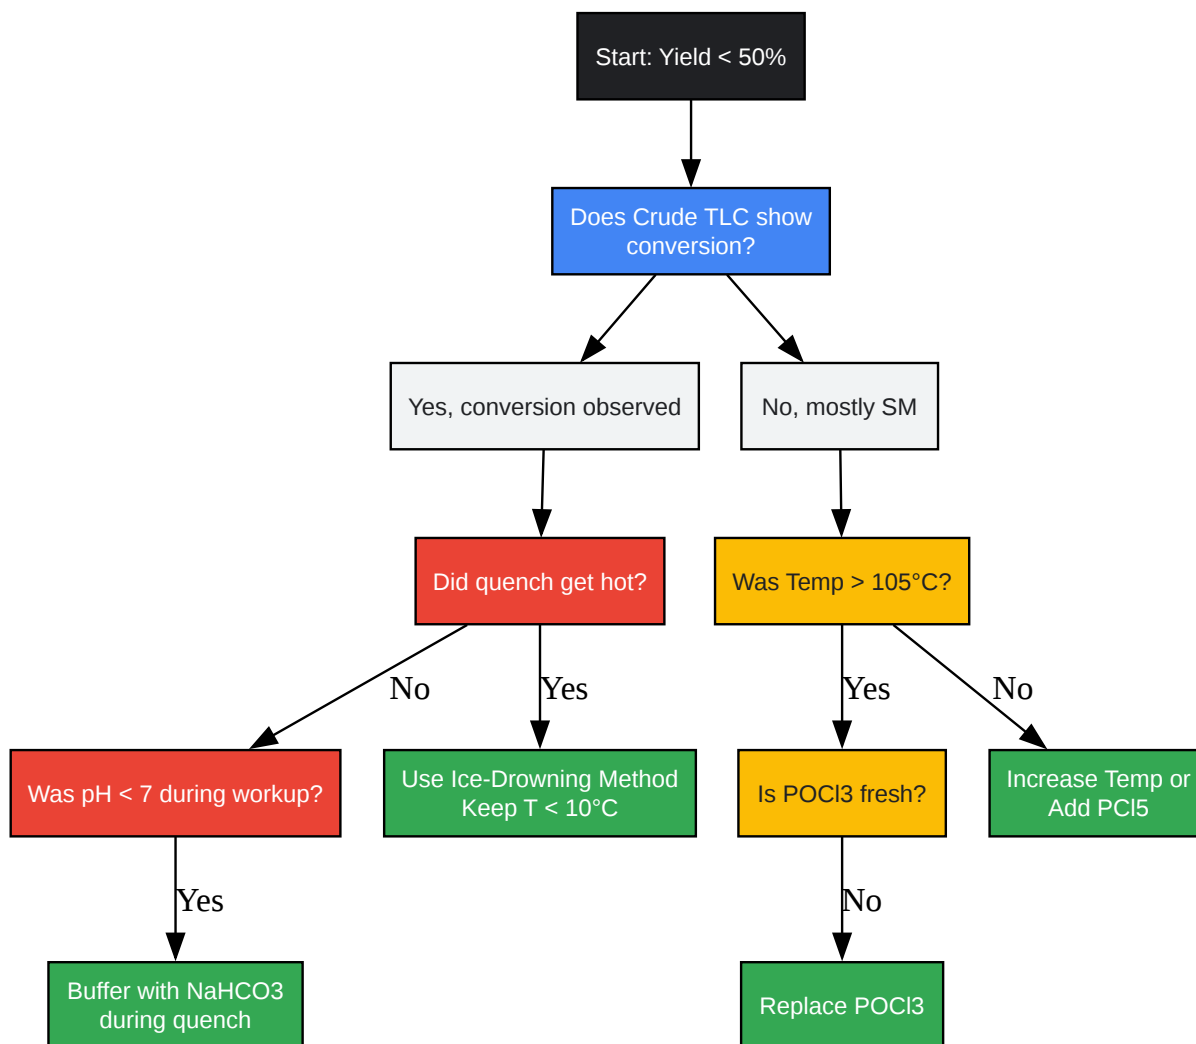 Start: Yield < 50%
Does Crude TLC show
conversion?
Yes, conversion observed
No, mostly SM
Did quench get hot?
Was Temp > 105°C?
No
Yes
Yes
No
Was pH < 7 during workup?
Use Ice-Drowning Method
Keep T < 10°C
Is POCl3 fresh?
Increase Temp or
Add PCl5
Yes
No
Buffer with NaHCO3
during quench
Replace POCl3